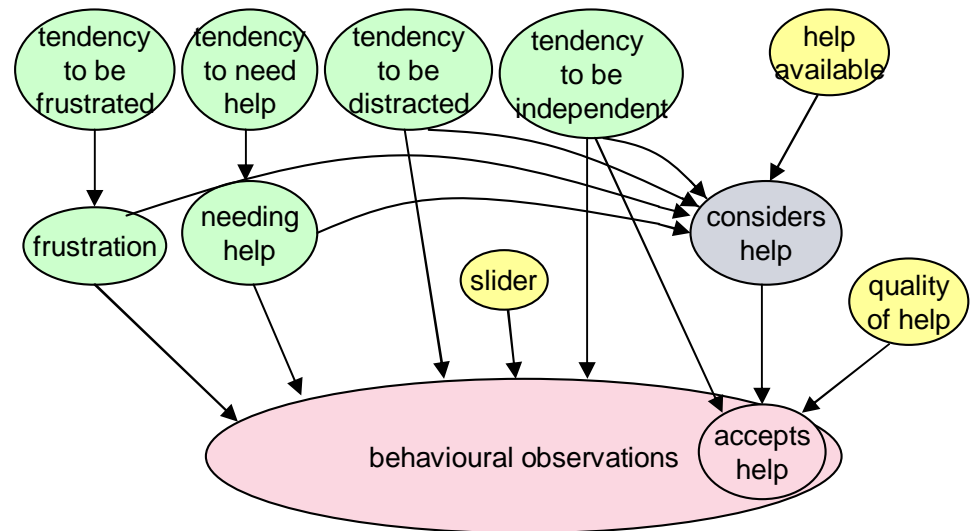 tendency
to be
frustrated
tendency
to need
help
tendency
to be
distracted
tendency
to be
independent
help
available
frustration
needing
help
considers
help
slider
quality
of help
behavioural observations
accepts
help